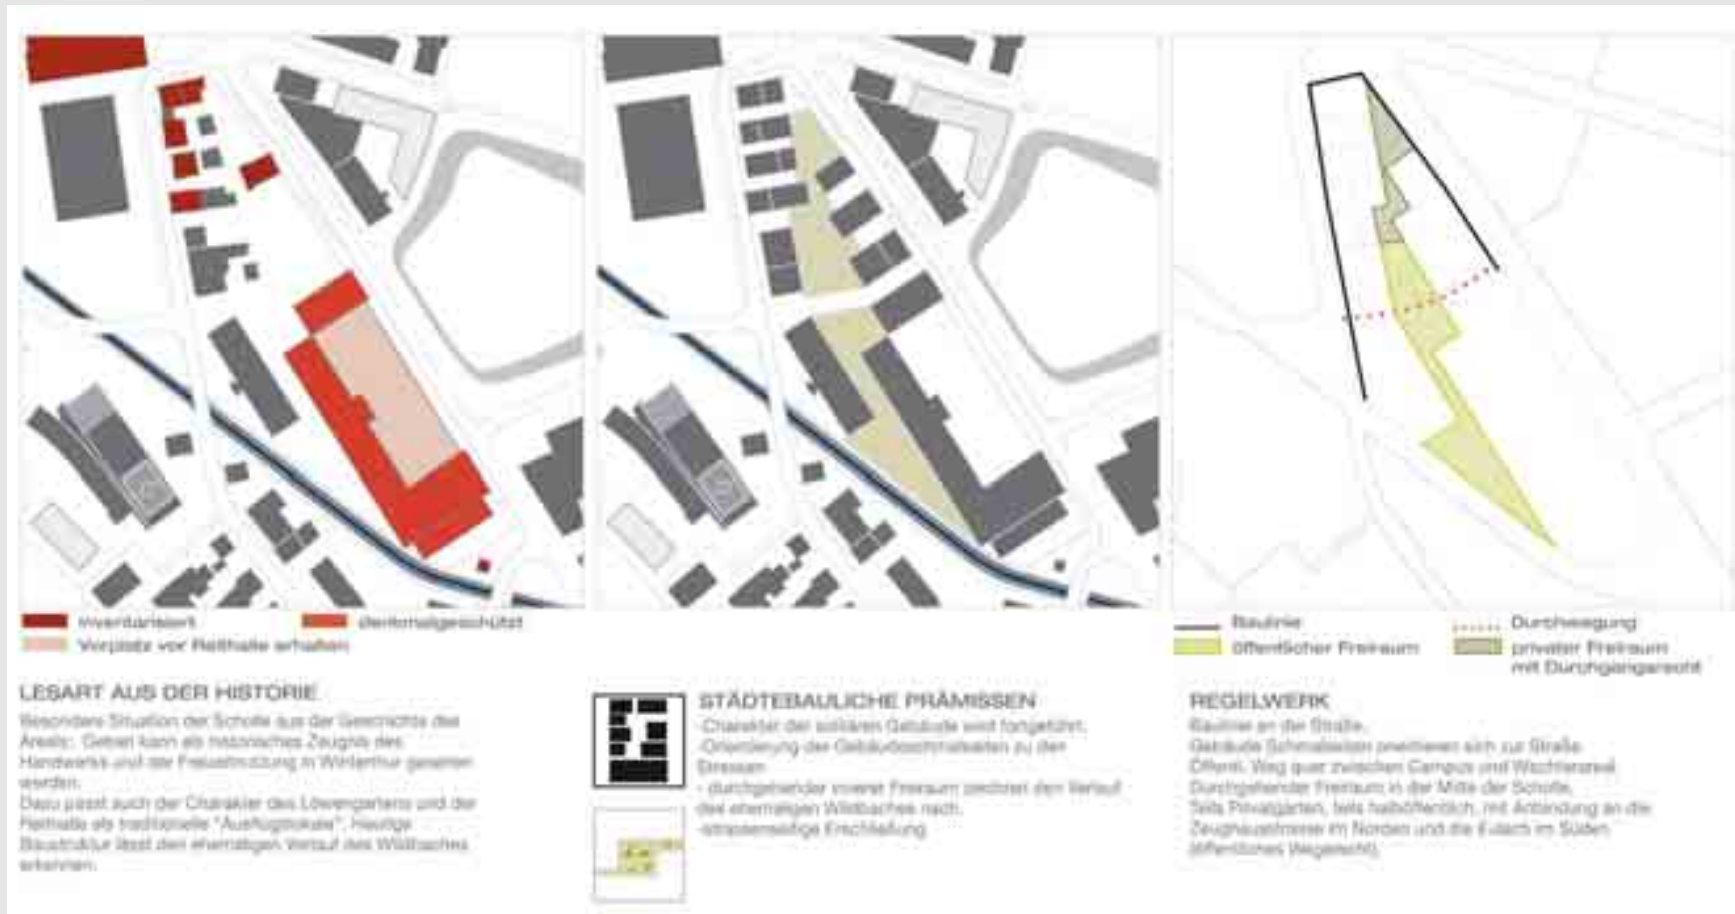 Inventarisiert
denkmalgeschützt
Vorplatz vor Reithalle erhalten
Baulinie
Durchwegung
öffentlicher Freiraum
privater Freiraum
mit Durchgangsrecht
LESART AUS DER HISTORIE
Besondere Situation der Scholle aus der Geschichte des
Areals: Gebiet kann als historisches Zeugnis des
Handwerks und der Freizeitnutzung in Winterthur gesehen
werden.
Dazu passt auch der Charakter des Löwengartens und der
Reithalle als traditionelle "Ausflugslokale". Heutige
Baustruktur lässt den ehemaligen Verlauf des Wildbaches
erkennen.
STÄDTEBAULICHE PRÄMISSEN
-Charakter der solitären Gebäude wird fortgeführt.
-Orientierung der Gebäudeschmalseiten zu den
Strassen
- durchgehender innerer Freiraum zeichnet den Verlauf
des ehemaligen Wildbaches nach.
-strassenseitige Erschließung
REGELWERK
Baulinie an der Straße.
Gebäude Schmalseiten orientieren sich zur Straße.
Öffentl. Weg quer zwischen Campus und
Durchgehender Freiraum in der Mitte der Scholle.
Teils Privatgärten, teils halböffentlich, mit Anbindung an die
Zeughausstrasse im Norden und die Eulach im Süden
(öffentliches Wegerecht).